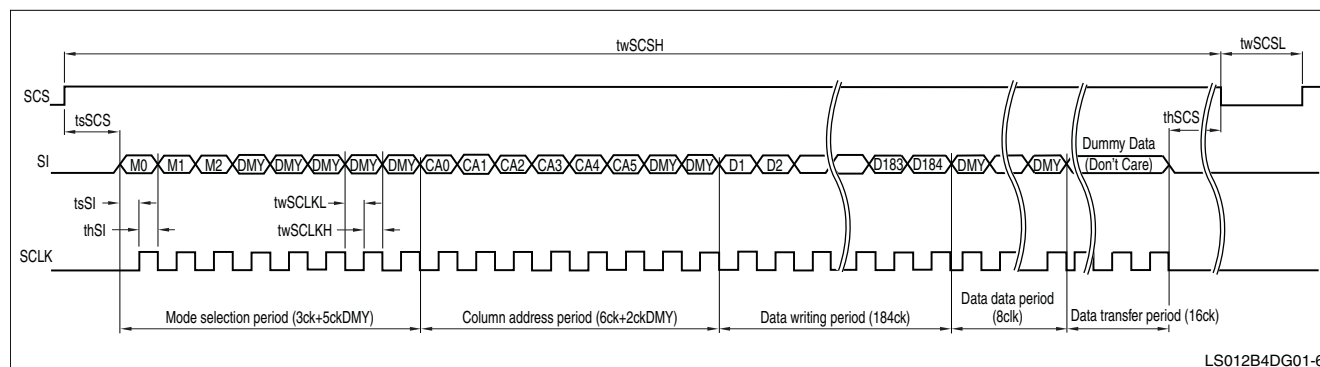 twSCSH twSCSL
SCS
tsSCS thSCS
Dummy Data
SI M0 M1 M2 DMY DMY DMY DMY DMY CA0 CA1 CA2 CA3 CA4 CA5 DMY DMY D1 D2 D183 D184 DMY DMY (Don't Care)
tsSI twSCLKL
thSI twSCLKH
SCLK
Mode selection period (3ck+5ckDMY) Column address period (6ck+2ckDMY) Data writing period (184ck) Data data period
(8clk) Data transfer period (16ck)
LS012B4DG01-6